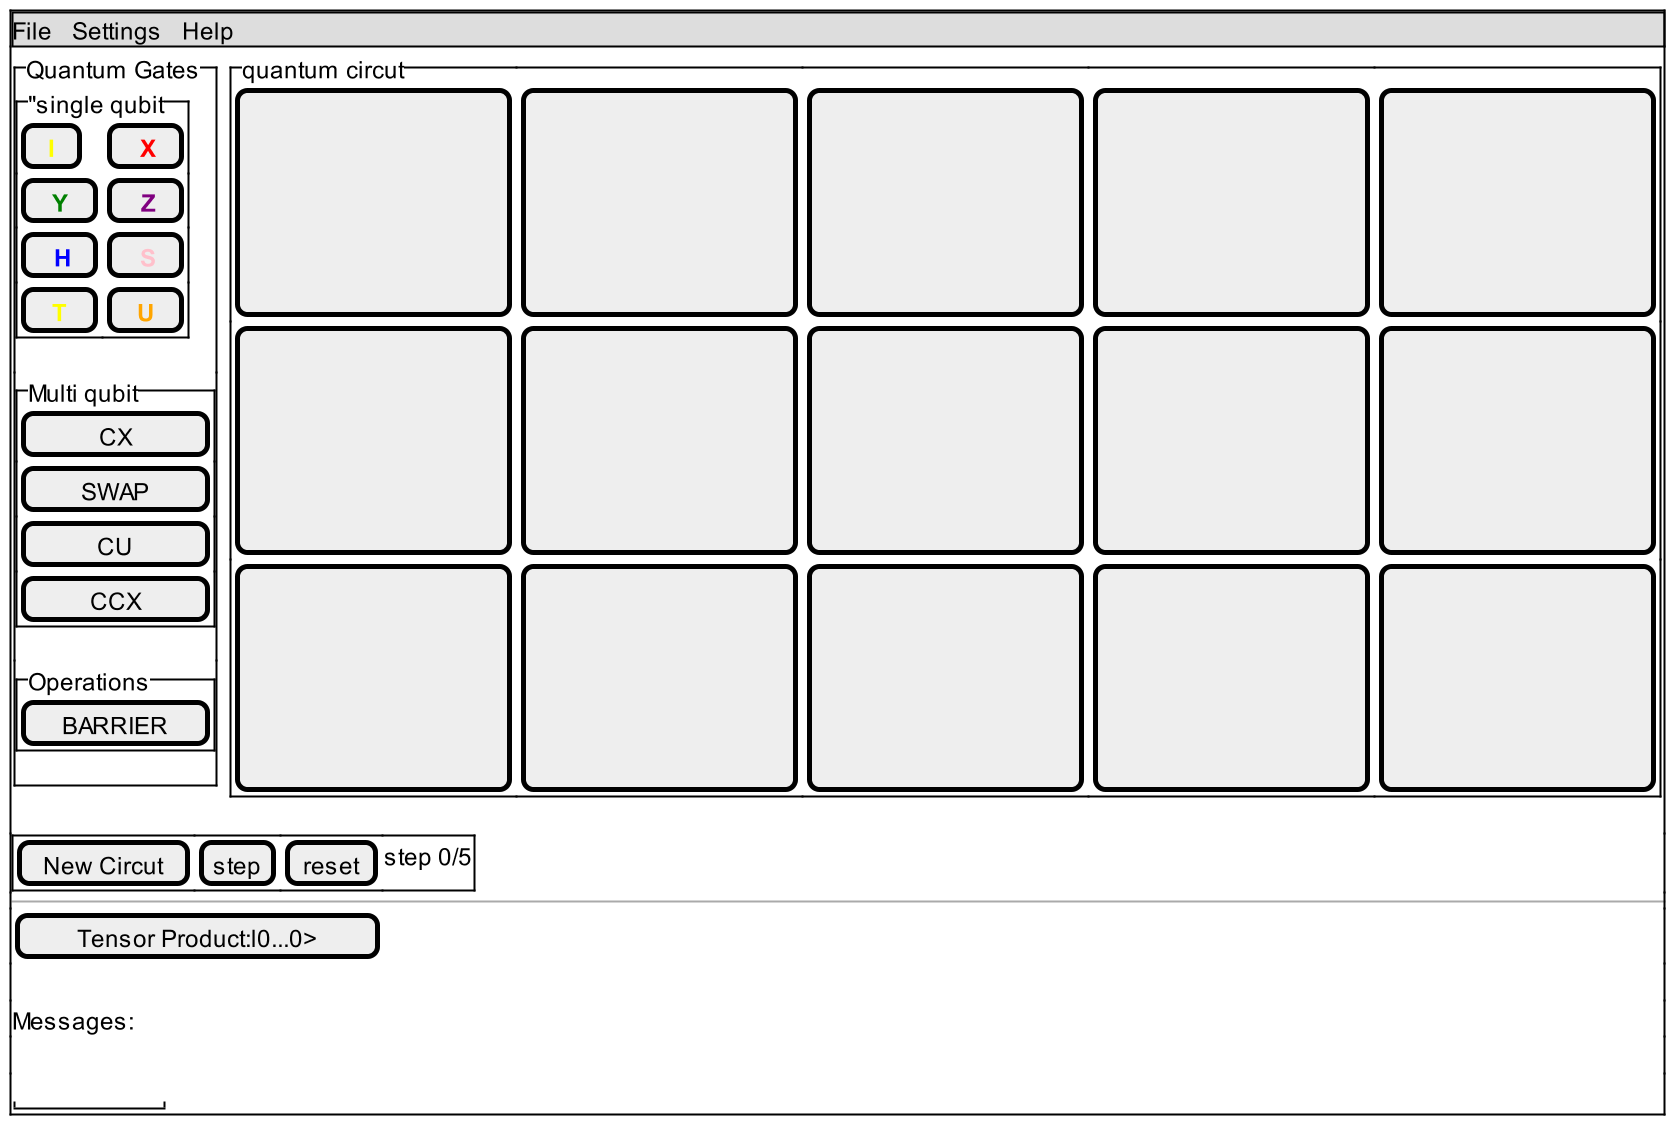 File Settings Help
Quantum Gates
quantum circut
"single qubit
I X
Y Z
H S
T U
Multi qubit
CX
SWAP
CU
CCX
Operations
BARRIER
New Circut step reset step 0/5
Tensor Product:I0...0>
Messages: